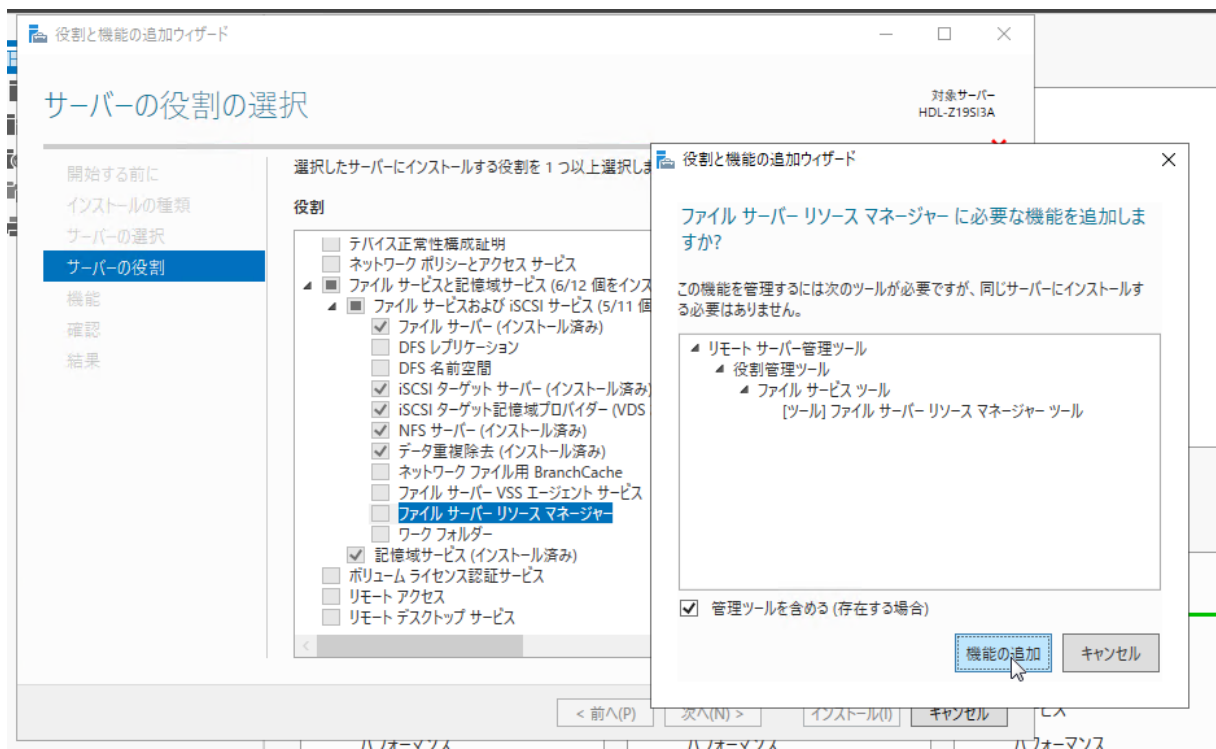 役割と機能の追加ウィザード
サーバーの役割の選択
対象サーバー
HDL-Z19SI3A
開始する前に
インストールの種類
サーバーの選択
サーバーの役割
機能
確認
結果
選択したサーバーにインストールする役割を 1 つ以上選択しま
役割
デバイス正常性構成証明
ネットワーク ポリシーとアクセス サービス
ファイル サービスと記憶域サービス (6/12 個をインス
ファイル サービスおよび iSCSI サービス (5/11 個
ファイル サーバー (インストール済み)
DFS レプリケーション
DFS 名前空間
iSCSI ターゲット サーバー (インストール済み)
iSCSI ターゲット記憶域プロバイダー (VDS
NFS サーバー (インストール済み)
データ重複除去 (インストール済み)
ネットワーク ファイル用 BranchCache
ファイル サーバー VSS エージェント サービス
ファイル サーバー リソース マネージャー
ワーク フォルダー
記憶域サービス (インストール済み)
ボリューム ライセンス認証サービス
リモート アクセス
リモート デスクトップ サービス
< 前へ(P)
次へ(N) >
インストール(I)
キャンセル
役割と機能の追加ウィザード
ファイル サーバー リソース マネージャー に必要な機能を追加しま
すか?
この機能を管理するには次のツールが必要ですが、同じサーバーにインストールす
る必要はありません。
リモート サーバー管理ツール
役割管理ツール
ファイル サービス ツール
[ツール] ファイル サーバー リソース マネージャー ツール
管理ツールを含める (存在する場合)
機能の追加
キャンセル
パフォーマンス
パフォーマンス
パフォーマンス